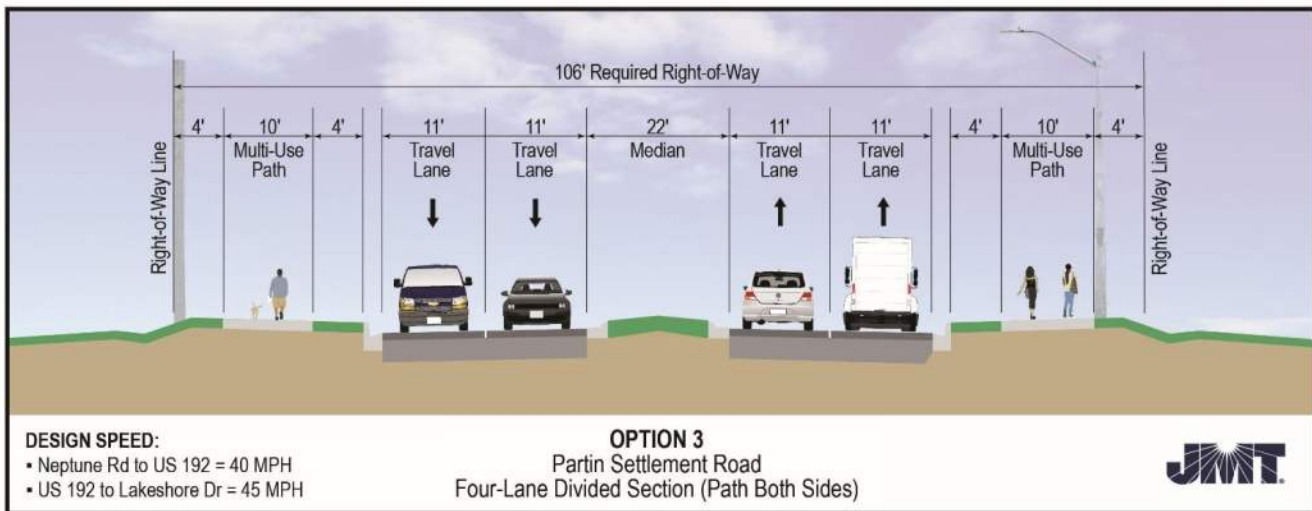 106' Required Right-of-Way
4' 10' 4' 11' 11' 22' 11' 11' 4' 10' 4'
Multi-Use Path
Travel Lane
Travel Lane
Median
Travel Lane
Travel Lane
Multi-Use Path
Right-of-Way Line
Right-of-Way Line
DESIGN SPEED:
▪ Neptune Rd to US 192 = 40 MPH
▪ US 192 to Lakeshore Dr = 45 MPH
OPTION 3
Partin Settlement Road
Four-Lane Divided Section (Path Both Sides)
JMT